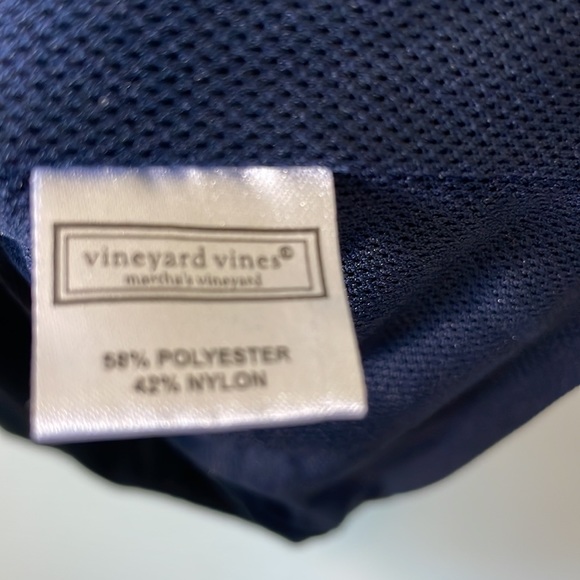 vineyard vines©
martha's vineyard
58% POLYESTER
42% NYLON